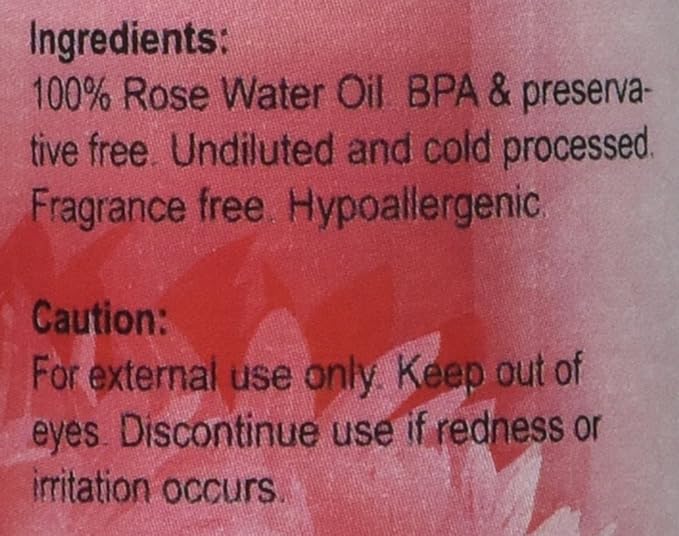 Ingredients:
100% Rose Water Oil. BPA & preserva-
tive free. Undiluted and cold processed.
Fragrance free. Hypoallergenic.
Caution:
For external use only. Keep out of
eyes. Discontinue use if redness or
irritation occurs.